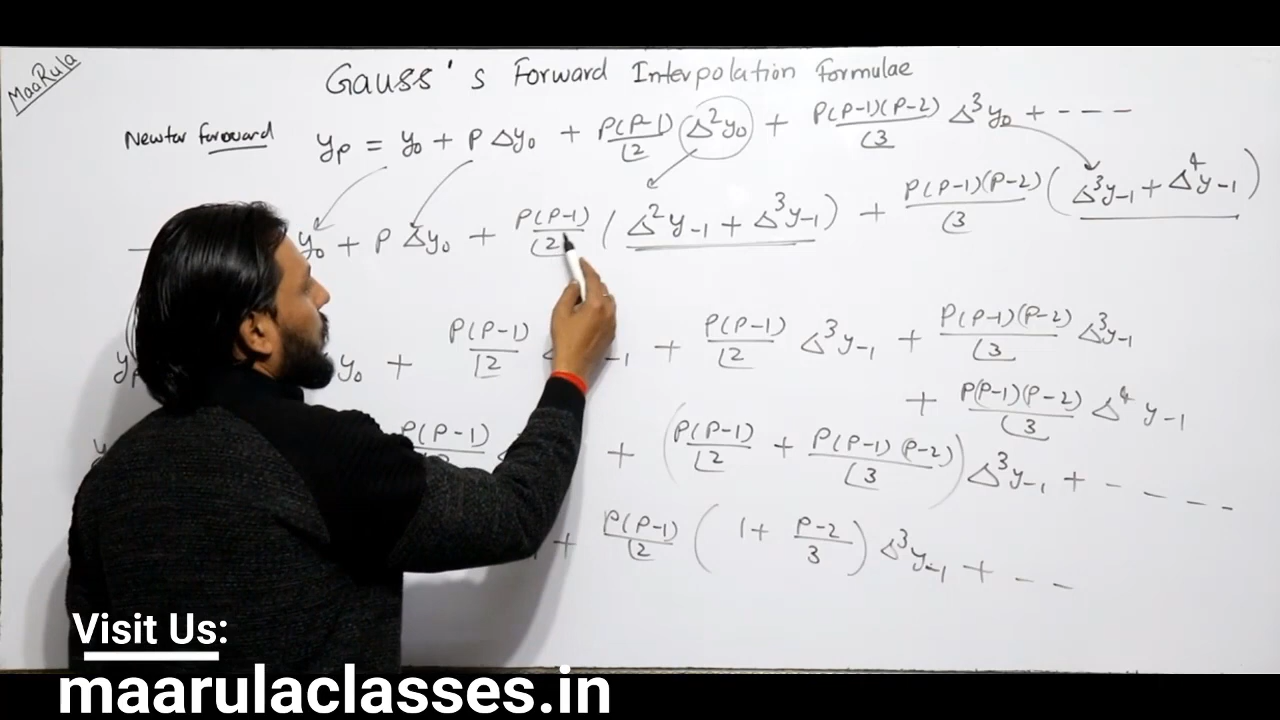 MaaRula
Gauss's Forward Interpolation Formulae
Newton forward y_p = y₀ + P Δy₀ + P(P-1)/⌊2 Δ²y₀ + P(P-1)(P-2)/⌊3 Δ³y₀ + ---
y₀ + P Δy₀ + P(P-1)/⌊2 (Δ²y₋₁ + Δ³y₋₁) + P(P-1)(P-2)/⌊3 (Δ³y₋₁ + Δ⁴y₋₁)
y₀ + P(P-1)/⌊2 + P(P-1)/⌊2 Δ³y₋₁ + P(P-1)(P-2)/⌊3 Δ³y₋₁
+ P(P-1)(P-2)/⌊3 Δ⁴y₋₁
P(P-1) + (P(P-1)/⌊2 + P(P-1)(P-2)/⌊3) Δ³y₋₁ + ----
+ P(P-1)/⌊2 (1 + P-2/3) Δ³y₋₁ + --
Visit Us:
maarulaclasses.in